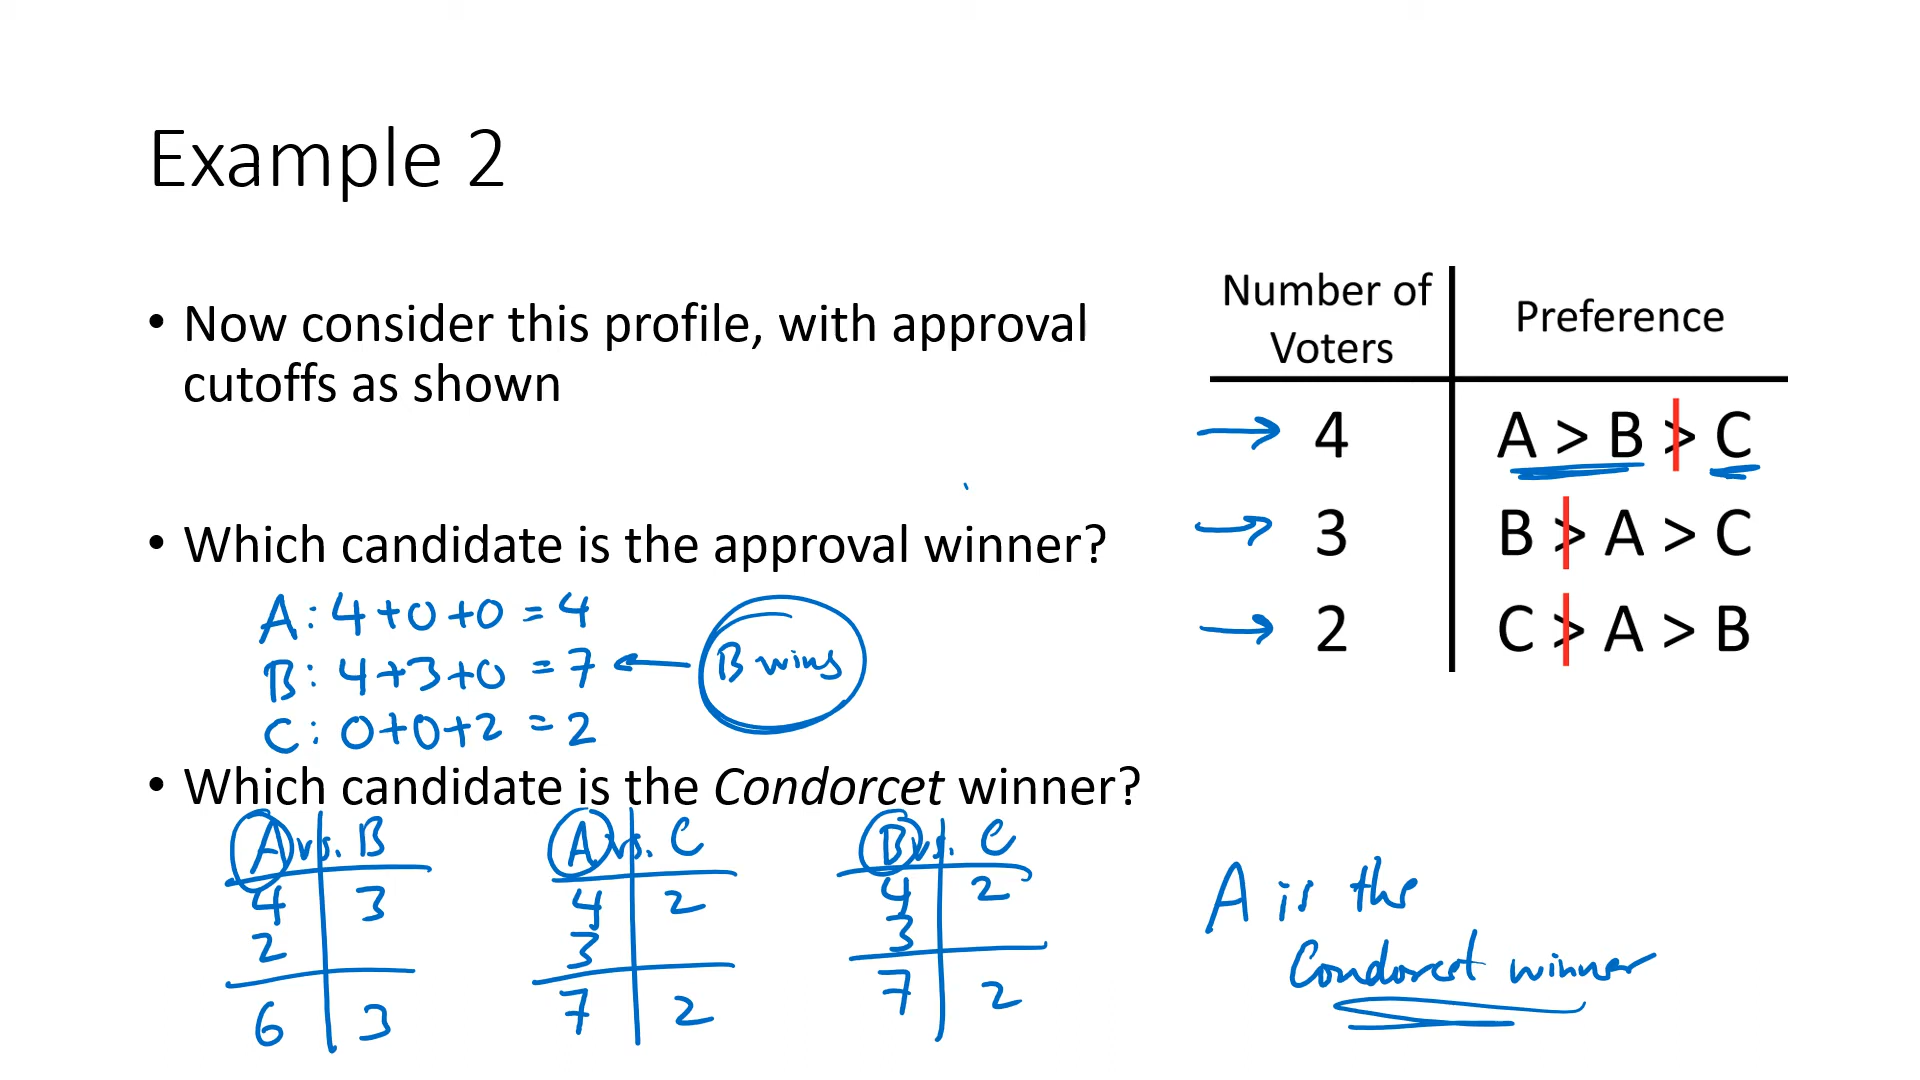 Example 2
• Now consider this profile, with approval
cutoffs as shown
• Which candidate is the approval winner?
A: 4+0+0 = 4
B: 4+3+0 = 7 ← B wins
C: 0+0+2 = 2
• Which candidate is the Condorcet winner?
A vs. B
4 3
2
6 3
A vs. C
4 2
3
7 2
B vs. C
4 2
3
7 2
Number of
Voters
Preference
→ 4 A > B > C
→ 3 B > A > C
→ 2 C > A > B
A is the
Condorcet winner